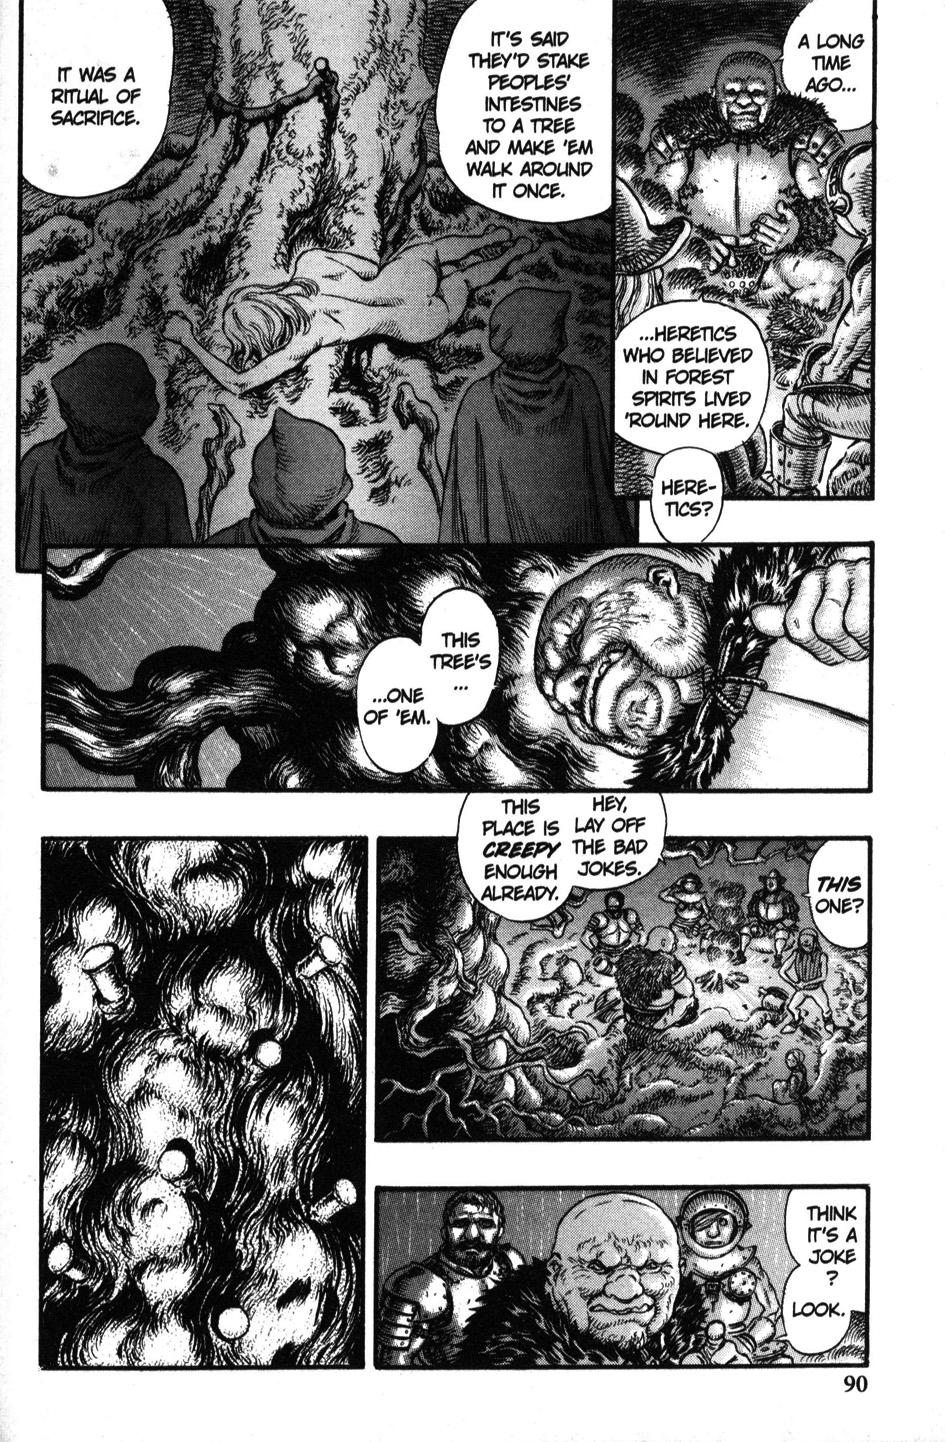 A LONG
TIME
AGO...
...HERETICS
WHO BELIEVED
IN FOREST
SPIRITS LIVED
'ROUND HERE.
HERE-
TICS?
IT'S SAID
THEY'D STAKE
PEOPLES'
INTESTINES
TO A TREE
AND MAKE 'EM
WALK AROUND
IT ONCE.
IT WAS A
RITUAL OF
SACRIFICE.
THIS
TREE'S
...
...ONE
OF 'EM.
THIS
ONE?
HEY,
LAY OFF
THE BAD
JOKES.
THIS
PLACE IS
CREEPY
ENOUGH
ALREADY.
THINK
IT'S A
JOKE
?
LOOK.
90